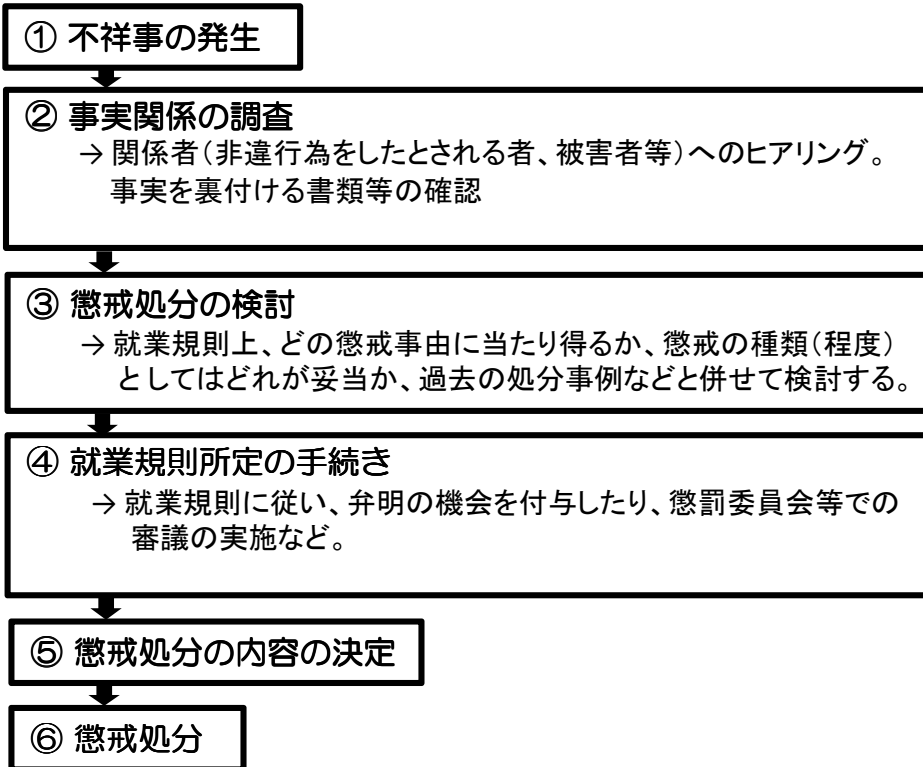 ① 不祥事の発生
② 事実関係の調査
→ 関係者(非違行為をしたとされる者、被害者等)へのヒアリング。
事実を裏付ける書類等の確認
③ 懲戒処分の検討
→ 就業規則上、どの懲戒事由に当たり得るか、懲戒の種類(程度)
としてはどれが妥当か、過去の処分事例などと併せて検討する。
④ 就業規則所定の手続き
→ 就業規則に従い、弁明の機会を付与したり、懲罰委員会等での
審議の実施など。
⑤ 懲戒処分の内容の決定
⑥ 懲戒処分